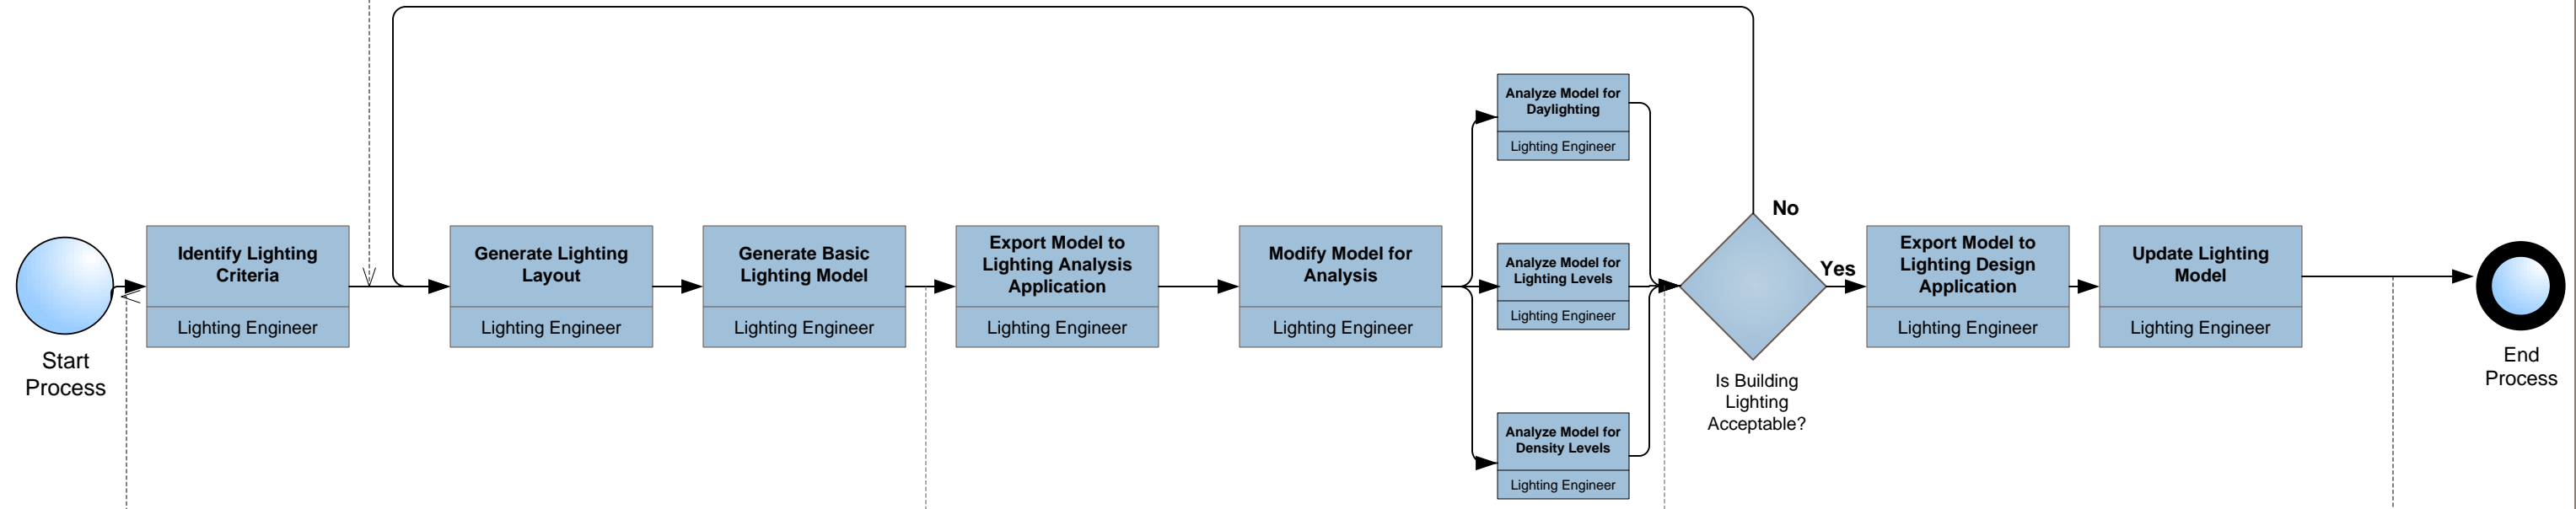 Start
Process
Identify Lighting
Criteria
Lighting Engineer
Generate Lighting
Layout
Lighting Engineer
Generate Basic
Lighting Model
Lighting Engineer
Export Model to
Lighting Analysis
Application
Lighting Engineer
Modify Model for
Analysis
Lighting Engineer
Analyze Model for
Daylighting
Lighting Engineer
Analyze Model for
Lighting Levels
Lighting Engineer
Analyze Model for
Density Levels
Lighting Engineer
No
Yes
Is Building
Lighting
Acceptable?
Export Model to
Lighting Design
Application
Lighting Engineer
Update Lighting
Model
Lighting Engineer
End
Process